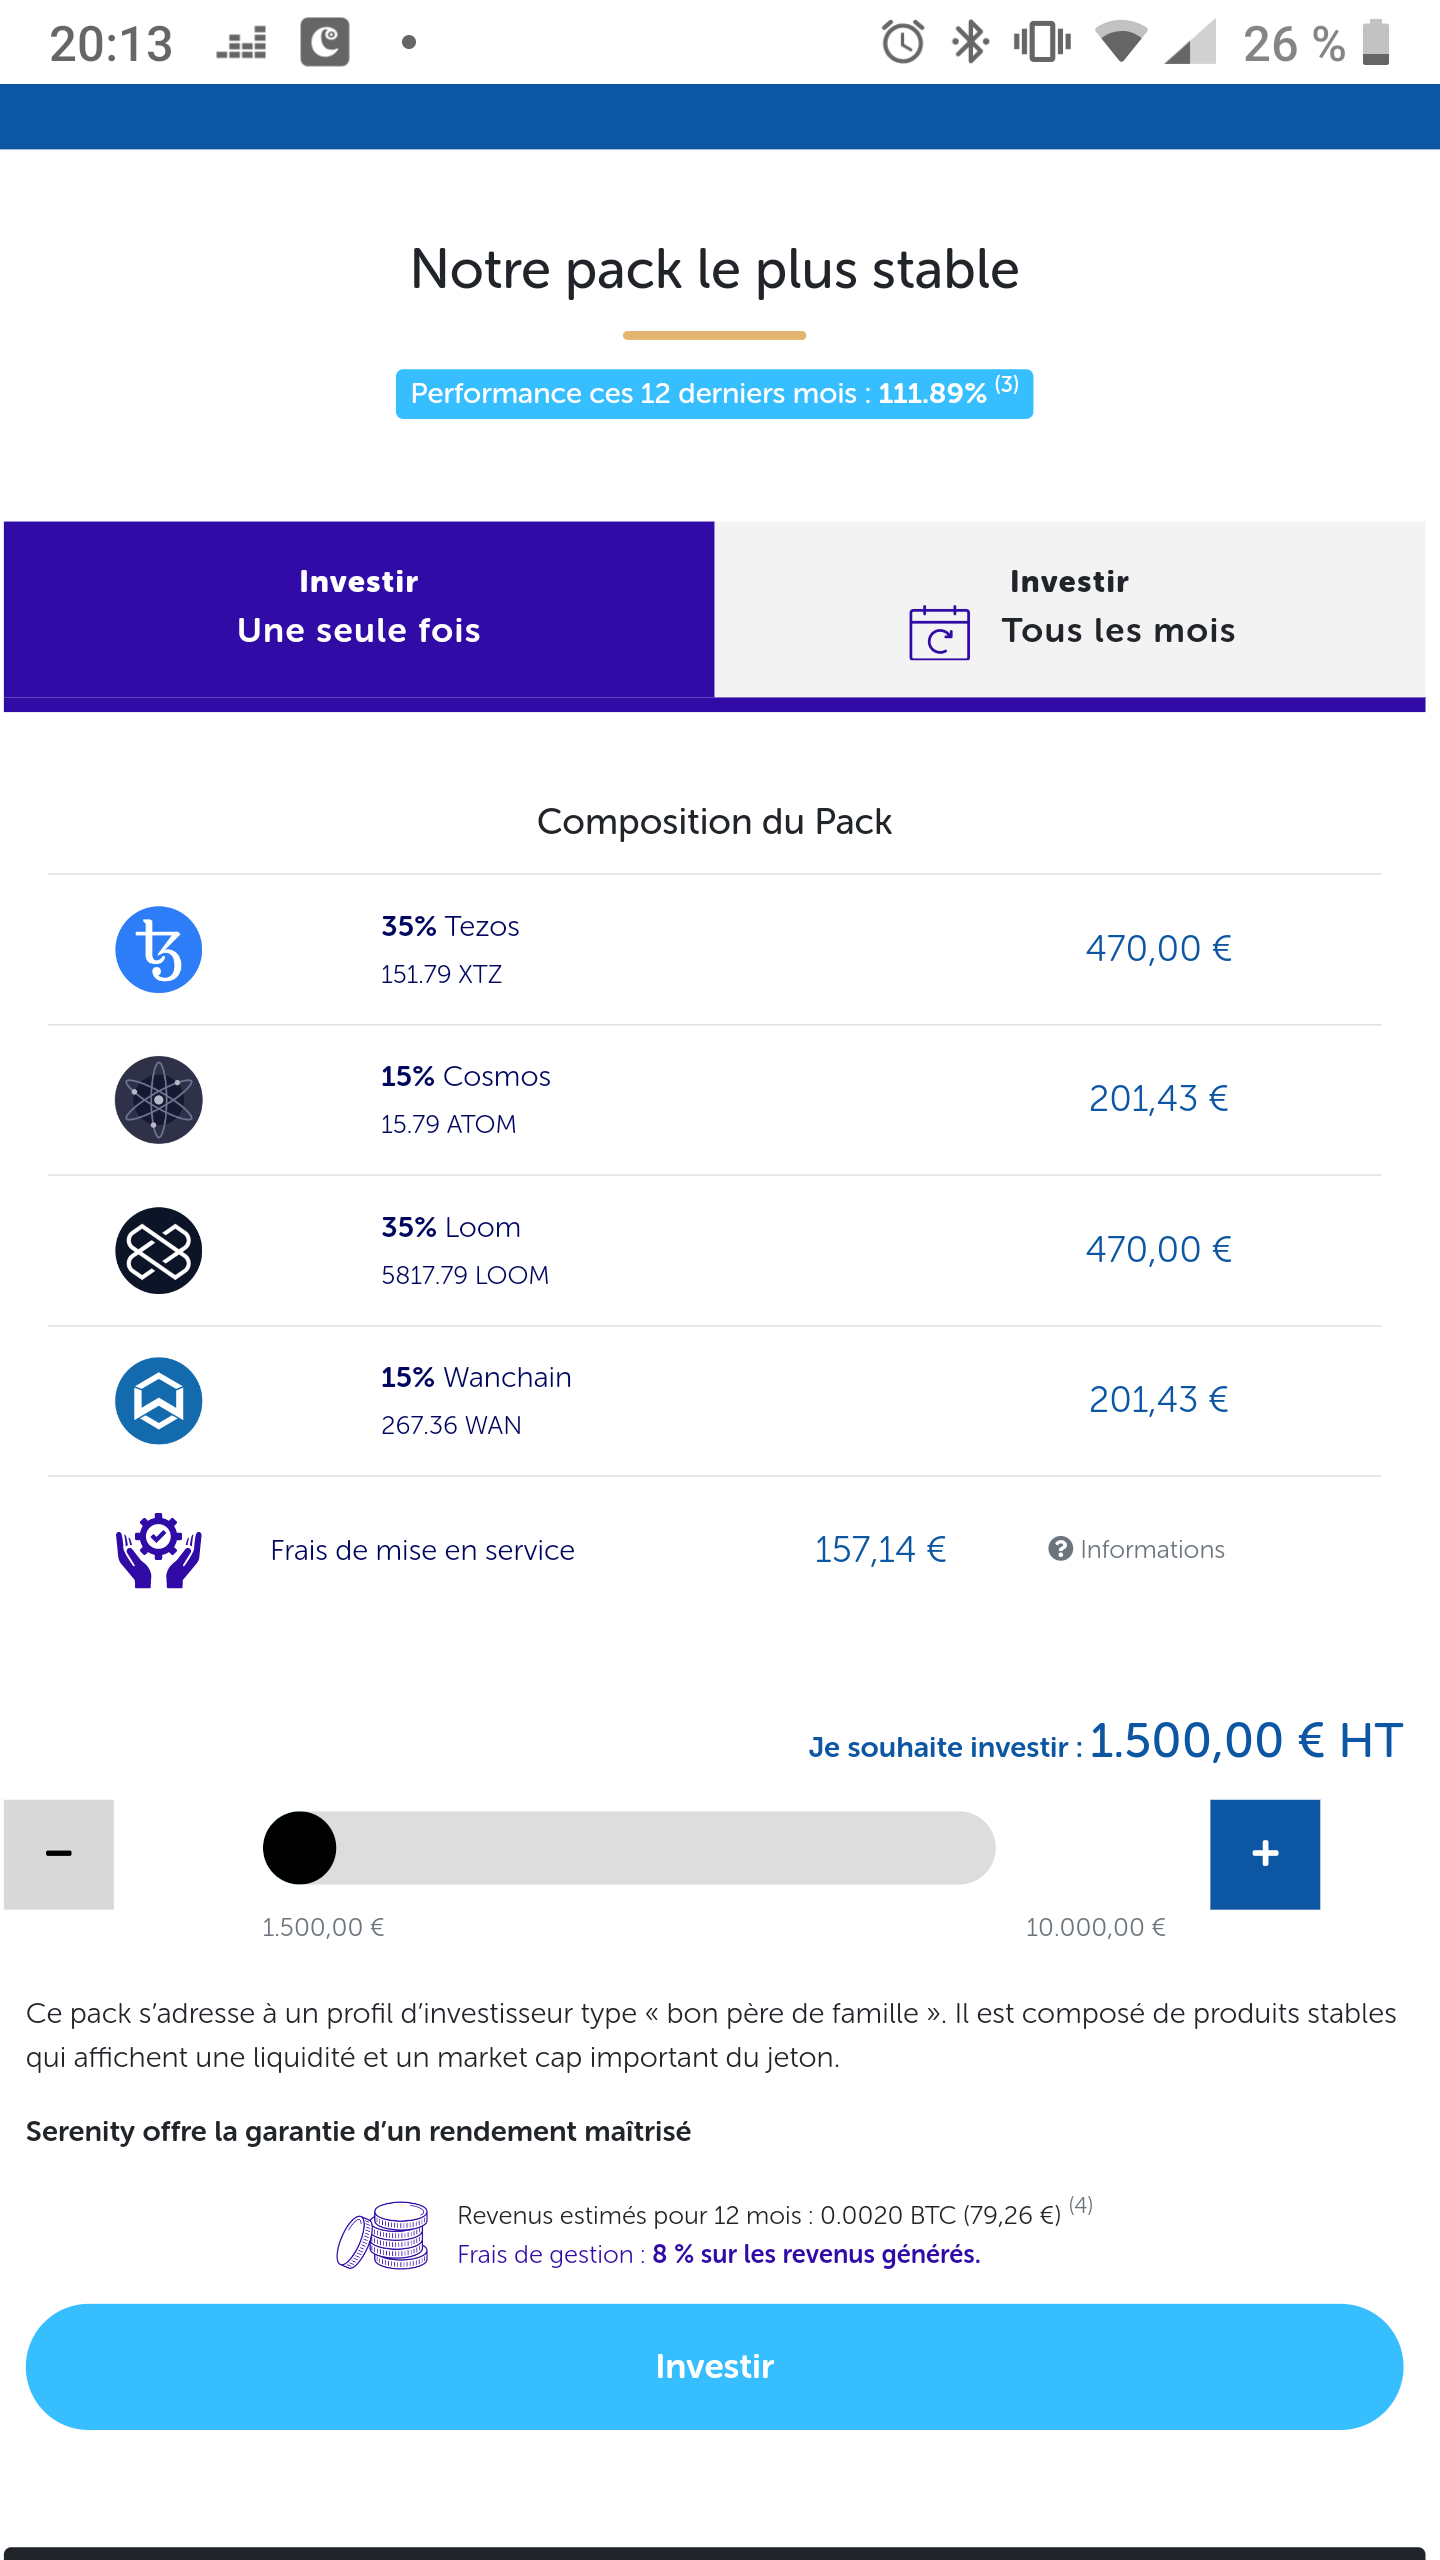 20:13
26 %
Notre pack le plus stable
Performance ces 12 derniers mois : 111.89% (3)
Investir
Une seule fois
Investir
Tous les mois
Composition du Pack
35% Tezos
151.79 XTZ
470,00 €
15% Cosmos
15.79 ATOM
201,43 €
35% Loom
5817.79 LOOM
470,00 €
15% Wanchain
267.36 WAN
201,43 €
Frais de mise en service
157,14 €
Informations
Je souhaite investir : 1.500,00 € HT
1.500,00 €
10.000,00 €
Ce pack s’adresse à un profil d’investisseur type « bon père de famille ». Il est composé de produits stables
qui affichent une liquidité et un market cap important du jeton.
Serenity offre la garantie d’un rendement maîtrisé
Revenus estimés pour 12 mois : 0.0020 BTC (79,26 €) (4)
Frais de gestion : 8 % sur les revenus générés.
Investir